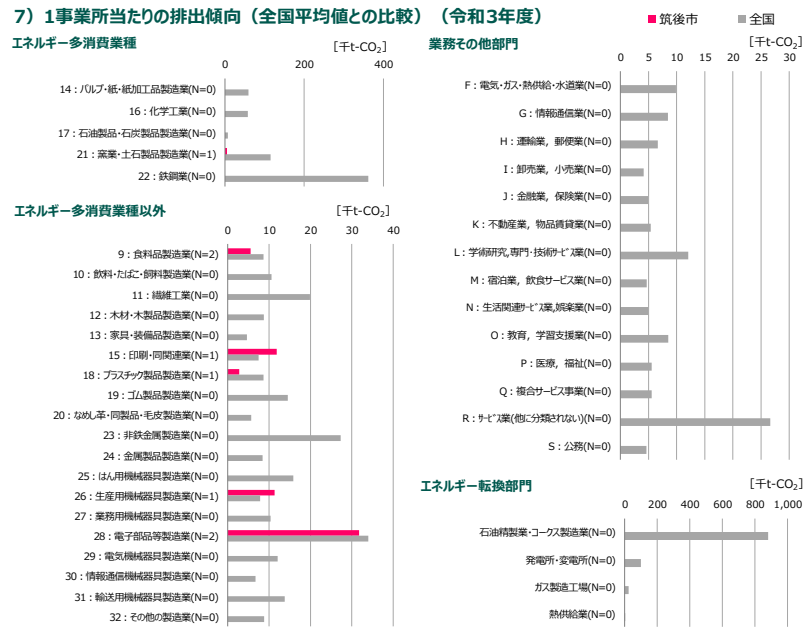 7）1事業所当たりの排出傾向（全国平均値との比較）（令和3年度）
■筑後市 ■全国
エネルギー多消費業種
[千t-CO2]
0 200 400
14：パルプ・紙・紙加工品製造業(N=0)
16：化学工業(N=0)
17：石油製品・石炭製品製造業(N=0)
21：窯業・土石製品製造業(N=1)
22：鉄鋼業(N=0)
エネルギー多消費業種以外
[千t-CO2]
0 10 20 30 40
9：食料品製造業(N=2)
10：飲料・たばこ・飼料製造業(N=0)
11：繊維工業(N=0)
12：木材・木製品製造業(N=0)
13：家具・装備品製造業(N=0)
15：印刷・同関連業(N=1)
18：プラスチック製品製造業(N=1)
19：ゴム製品製造業(N=0)
20：なめし革・同製品・毛皮製造業(N=0)
23：非鉄金属製造業(N=0)
24：金属製品製造業(N=0)
25：はん用機械器具製造業(N=0)
26：生産用機械器具製造業(N=1)
27：業務用機械器具製造業(N=0)
28：電子部品等製造業(N=2)
29：電気機械器具製造業(N=0)
30：情報通信機械器具製造業(N=0)
31：輸送用機械器具製造業(N=0)
32：その他の製造業(N=0)
業務その他部門
[千t-CO2]
0 5 10 15 20 25 30
F：電気・ガス・熱供給・水道業(N=0)
G：情報通信業(N=0)
H：運輸業，郵便業(N=0)
I：卸売業，小売業(N=0)
J：金融業，保険業(N=0)
K：不動産業，物品賃貸業(N=0)
L：学術研究,専門・技術サービス業(N=0)
M：宿泊業，飲食サービス業(N=0)
N：生活関連サービス業,娯楽業(N=0)
O：教育，学習支援業(N=0)
P：医療，福祉(N=0)
Q：複合サービス事業(N=0)
R：サービス業(他に分類されない)(N=0)
S：公務(N=0)
エネルギー転換部門
[千t-CO2]
0 200 400 600 800 1,000
石油精製業・コークス製造業(N=0)
発電所・変電所(N=0)
ガス製造工場(N=0)
熱供給業(N=0)